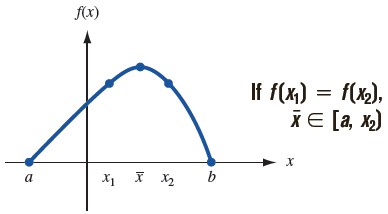 f(x)
If f(x₁) = f(x₂),
x̄ ∈ [a, x₂)
x
a x₁ x̄ x₂ b